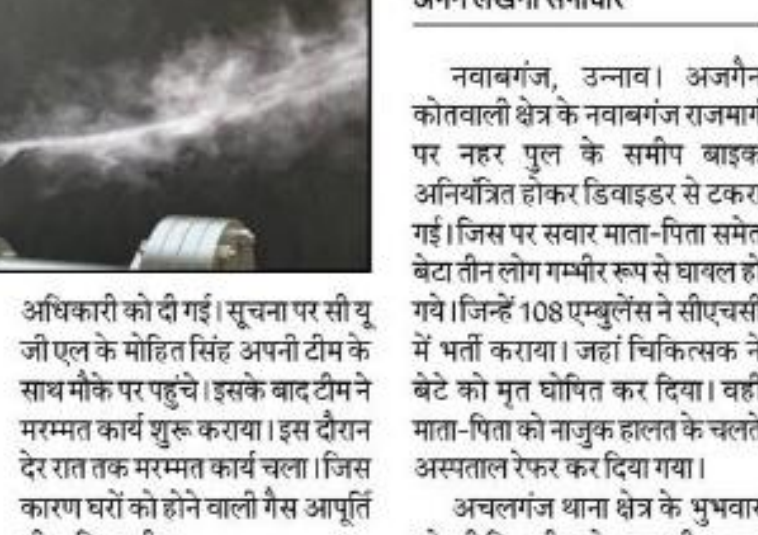 अधिकारी को दी गई। सूचना पर सी यू
जी एल के मोहित सिंह अपनी टीम के
साथ मौके पर पहुंचे। इसके बाद टीम ने
मरम्मत कार्य शुरू कराया। इस दौरान
देर रात तक मरम्मत कार्य चला। जिस
कारण घरों को होने वाली गैस आपूर्ति
नवाबगंज, उन्नाव। अजगैन
कोतवाली क्षेत्र के नवाबगंज राजमार्ग
पर नहर पुल के समीप बाइक
अनियंत्रित होकर डिवाइडर से टकरा
गई। जिस पर सवार माता-पिता समेत
बेटा तीन लोग गम्भीर रूप से घायल हो
गये। जिन्हें 108 एम्बुलेंस ने सीएचसी
में भर्ती कराया। जहां चिकित्सक ने
बेटे को मृत घोषित कर दिया। वही
माता-पिता को नाजुक हालत के चलते
अस्पताल रेफर कर दिया गया।
अचलगंज थाना क्षेत्र के भुभवार